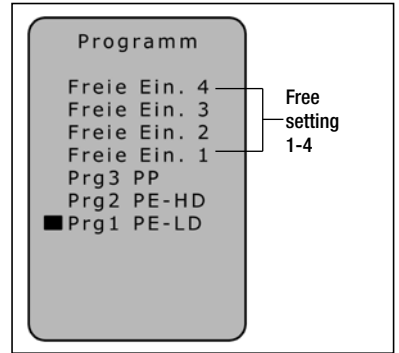 Programm
Freie Ein. 4
Freie Ein. 3
Freie Ein. 2
Freie Ein. 1
Prg3 PP
Prg2 PE-HD
Prg1 PE-LD
Free
setting
1-4